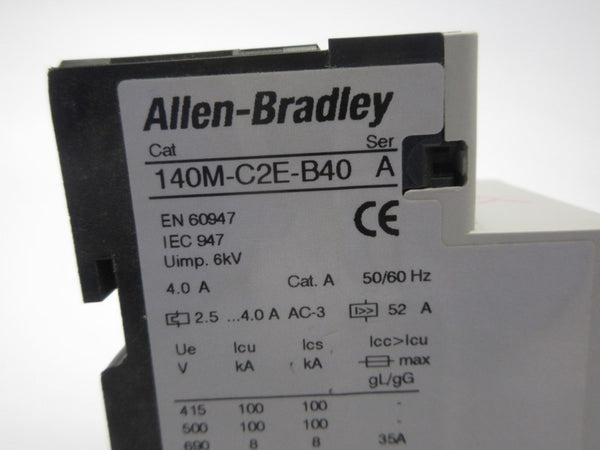 Allen-Bradley
Cat Ser
140M-C2E-B40 A
EN 60947
IEC 947
Uimp. 6kV
CE
4.0 A Cat. A 50/60 Hz
2.5 ...4.0 A AC-3 I>> 52 A
Ue Icu Ics Icc>Icu
V kA kA max
gL/gG
415 100 100 -
500 100 100 -
690 8 8 35A